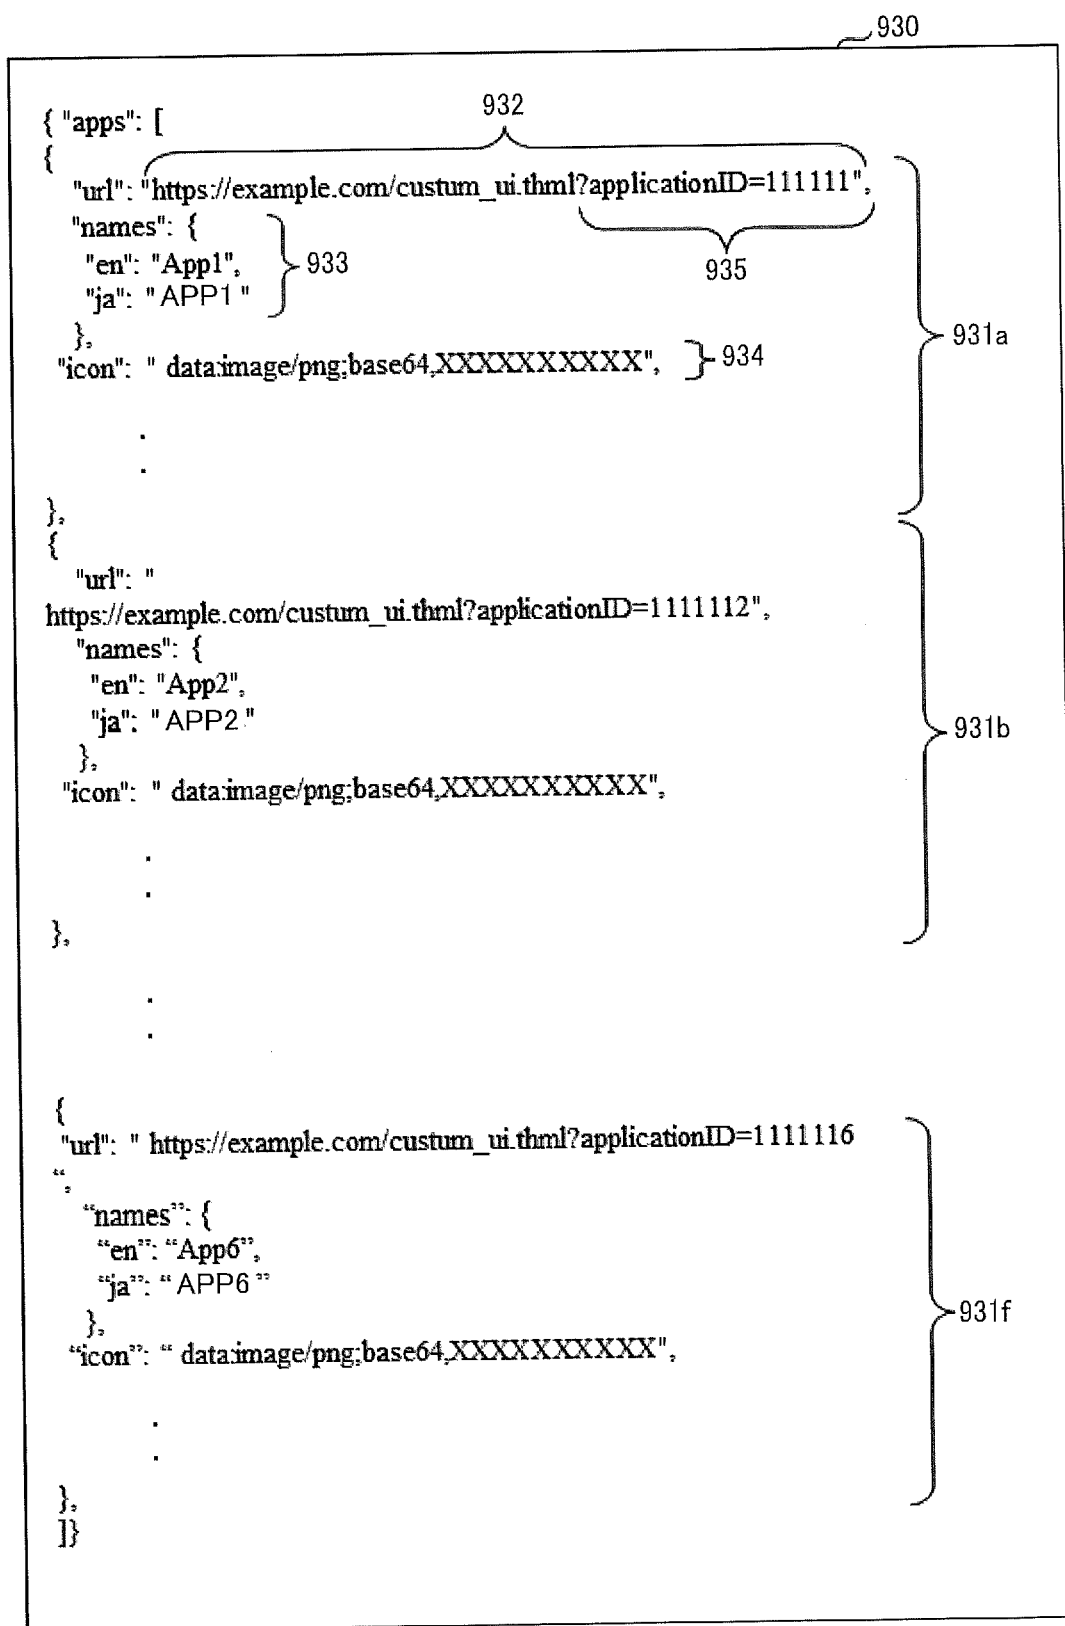 930
{ "apps": [
932
{
"url": "https://example.com/custum_ui.thml?applicationID=111111",
"names": {
"en": "App1",
933
935
"ja": "APP1"
},
931a
"icon": " data:image/png;base64,XXXXXXXXXX",
934
.
.
},
{
"url": "
https://example.com/custum_ui.thml?applicationID=1111112",
"names": {
"en": "App2",
"ja": "APP2"
931b
},
"icon": " data:image/png;base64,XXXXXXXXXX",
.
.
},
.
.
{
"url": " https://example.com/custum_ui.thml?applicationID=1111116
“,
“names”: {
“en”: “App6”,
“ja”: “APP6”
931f
},
“icon”: “ data:image/png;base64,XXXXXXXXXX",
.
.
},
]}